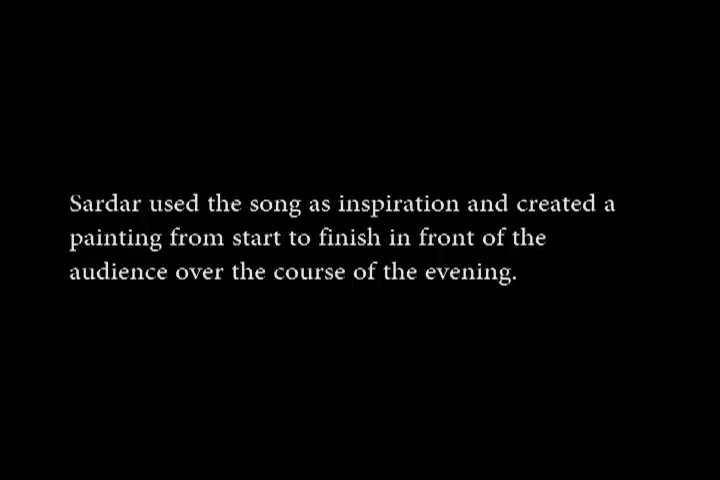 Sardar used the song as inspiration and created a
painting from start to finish in front of the
audience over the course of the evening.